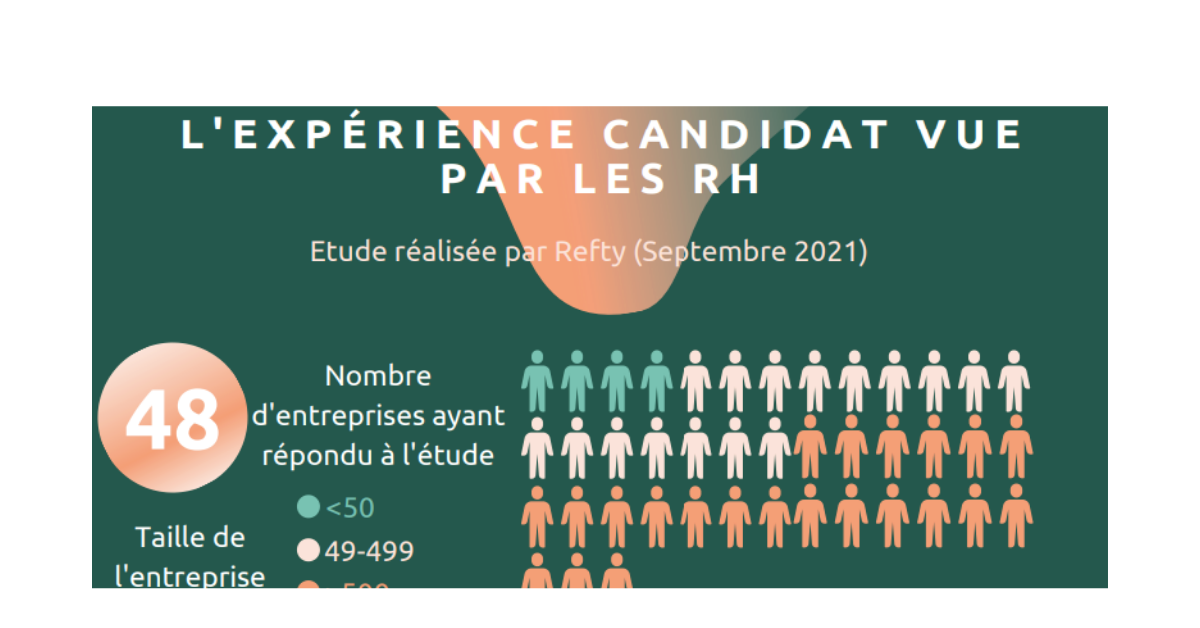 L'EXPÉRIENCE CANDIDAT VUE
PAR LES RH
Etude réalisée par Refty (Septembre 2021)
48
Nombre
d'entreprises ayant
répondu à l'étude
Taille de
l'entreprise
<50
49-499